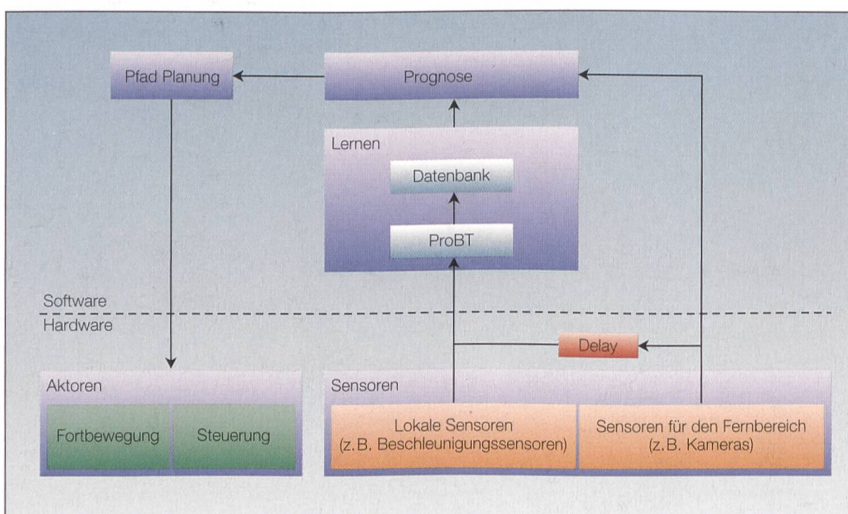 Pfad Planung
Prognose
Lernen
Datenbank
ProBT
Software
Hardware
Delay
Aktoren
Fortbewegung
Steuerung
Sensoren
Lokale Sensoren
(z.B. Beschleunigungssensoren)
Sensoren für den Fernbereich
(z.B. Kameras)